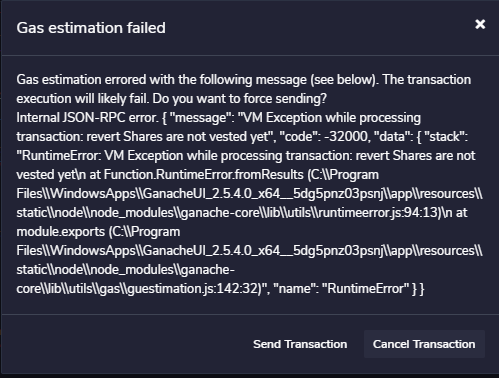 Gas estimation failed
×
Gas estimation errored with the following message (see below). The transaction
execution will likely fail. Do you want to force sending?
Internal JSON-RPC error. { "message": "VM Exception while processing
transaction: revert Shares are not vested yet", "code": -32000, "data": { "stack":
"RuntimeError: VM Exception while processing transaction: revert Shares are not
vested yet\n at Function.RuntimeError.fromResults (C:\\Program
Files\\WindowsApps\\GanacheUI_2.5.4.0_x64__5dg5pnz03psnj\\app\\resources\\
static\\node\\node_modules\\ganache-core\\lib\\utils\\runtimeerror.js:94:13)\n at
module.exports (C:\\Program
Files\\WindowsApps\\GanacheUI_2.5.4.0_x64__5dg5pnz03psnj\\app\\resources\\
static\\node\\node_modules\\ganache-
core\\lib\\utils\\gas\\guestimation.js:142:32)", "name": "RuntimeError" } }
Send Transaction Cancel Transaction